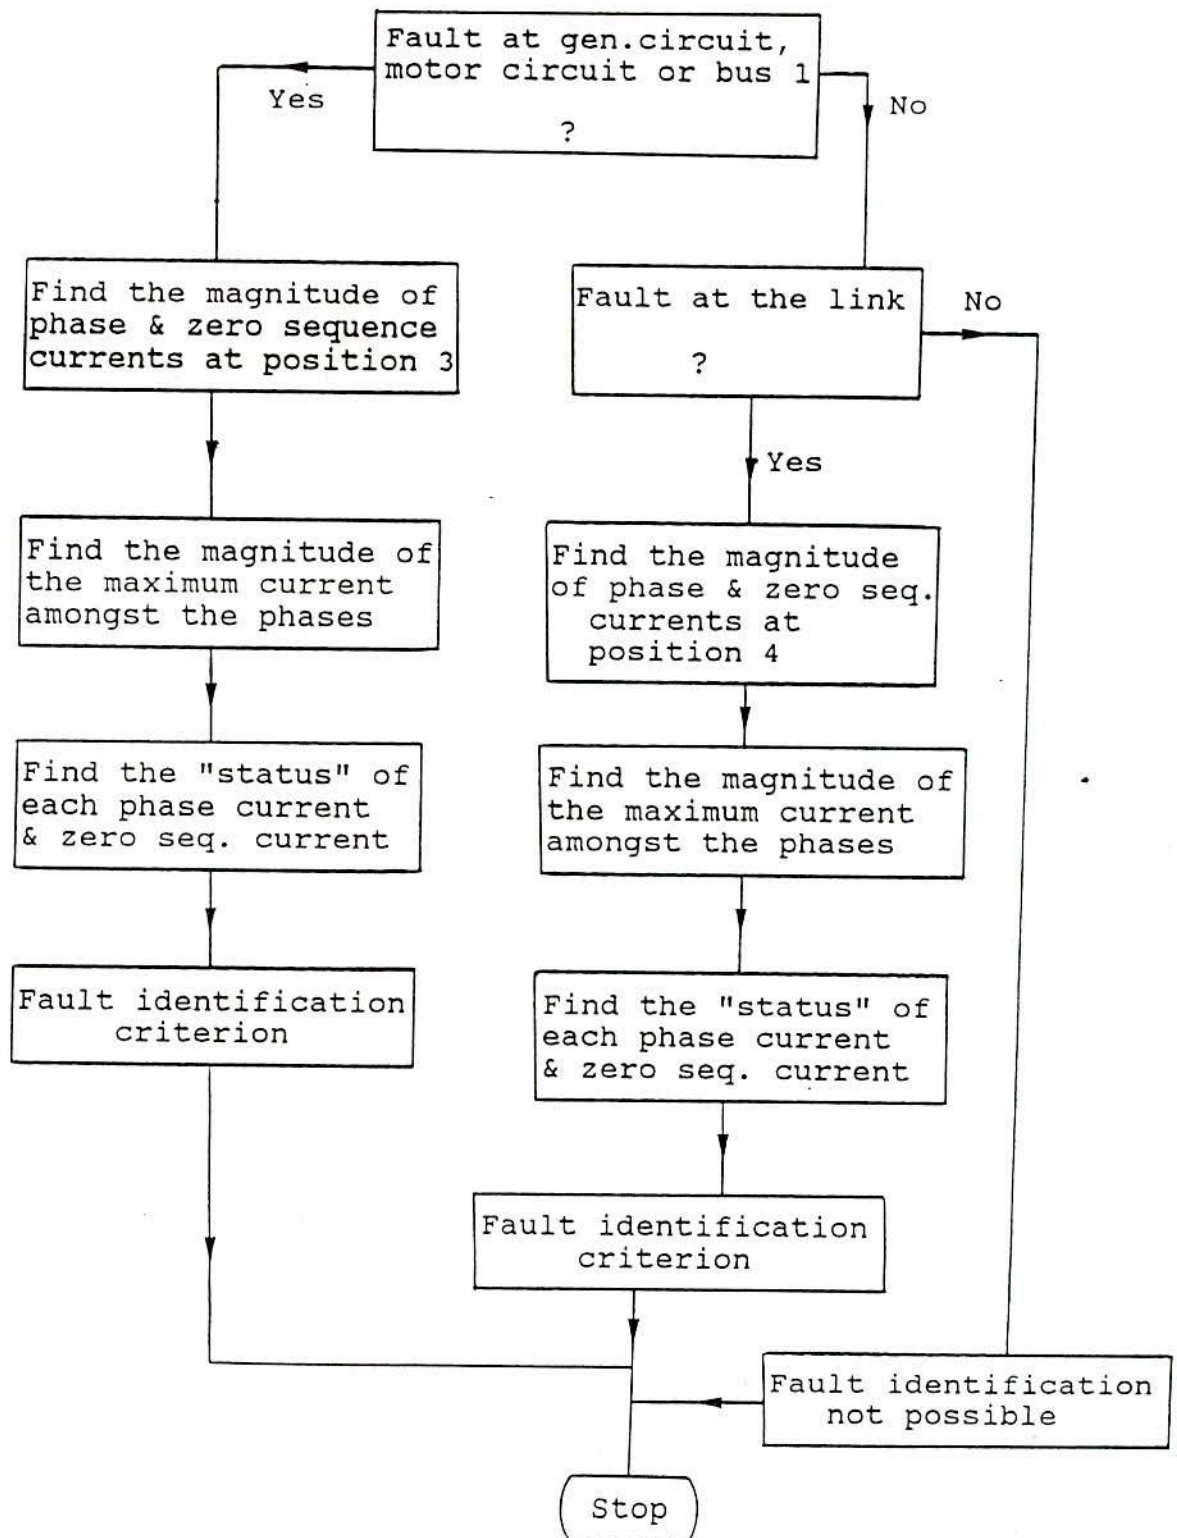 Fault at gen.circuit,
motor circuit or bus 1
?
Yes
No
Find the magnitude of
phase & zero sequence
currents at position 3
Fault at the link
?
No
Yes
Find the magnitude of
the maximum current
amongst the phases
Find the magnitude
of phase & zero seq.
currents at
position 4
Find the "status" of
each phase current
& zero seq. current
Find the magnitude of
the maximum current
amongst the phases
Fault identification
criterion
Find the "status" of
each phase current
& zero seq. current
Fault identification
criterion
Fault identification
not possible
Stop